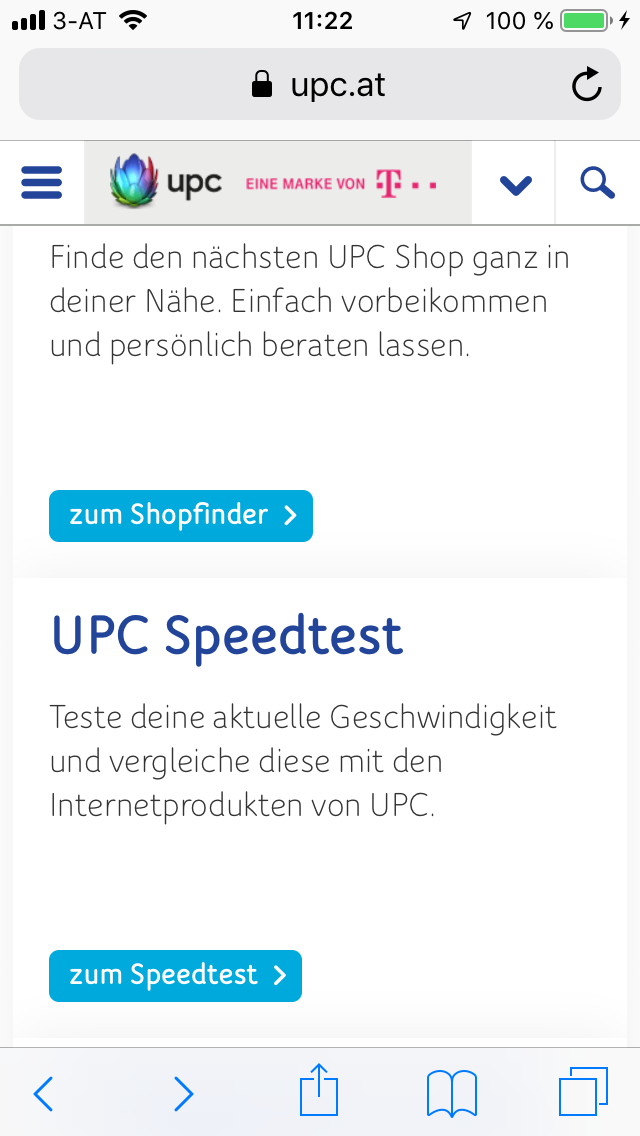 3-AT 11:22 100 %
upc.at
upc EINE MARKE VON T
Finde den nächsten UPC Shop ganz in
deiner Nähe. Einfach vorbeikommen
und persönlich beraten lassen.
zum Shopfinder
UPC Speedtest
Teste deine aktuelle Geschwindigkeit
und vergleiche diese mit den
Internetprodukten von UPC.
zum Speedtest